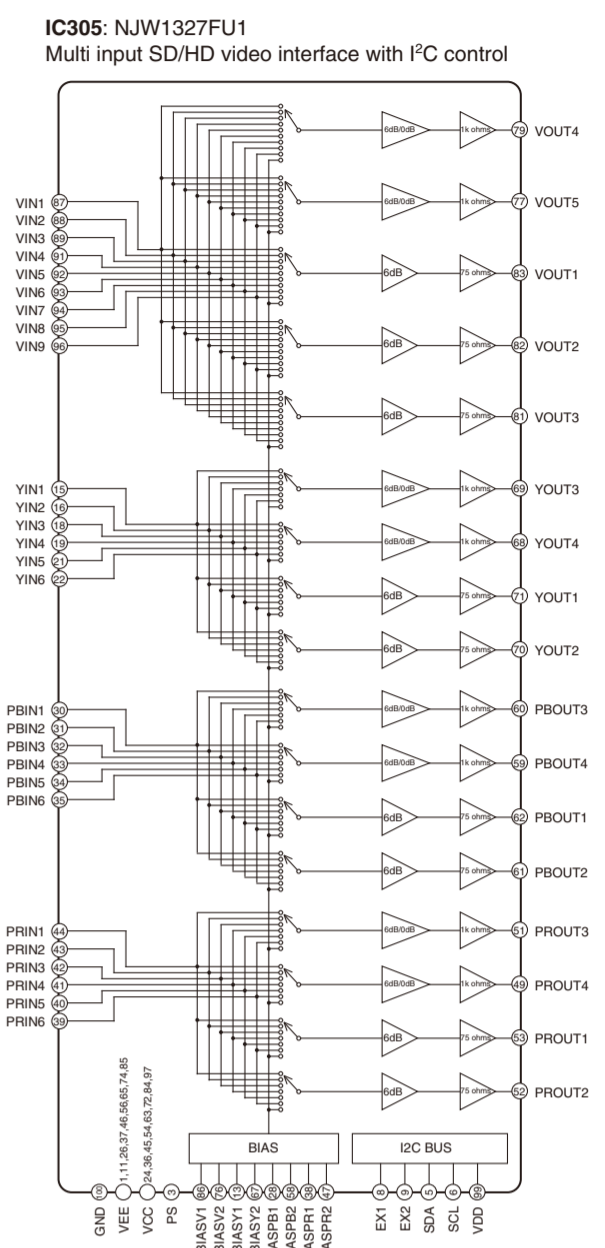 IC305: NJW1327FU1
Multi input SD/HD video interface with I²C control
6dB/0dB 1k ohms 79 VOUT4
6dB/0dB 1k ohms 77 VOUT5
VIN1 87
VIN2 88
VIN3 89
VIN4 91
VIN5 92
VIN6 93
VIN7 94
VIN8 95
VIN9 96
6dB 75 ohms 83 VOUT1
6dB 75 ohms 82 VOUT2
6dB 75 ohms 81 VOUT3
YIN1 15
YIN2 16
YIN3 18
YIN4 19
YIN5 21
YIN6 22
6dB/0dB 1k ohms 69 YOUT3
6dB/0dB 1k ohms 68 YOUT4
6dB 75 ohms 71 YOUT1
6dB 75 ohms 70 YOUT2
PBIN1 30
PBIN2 31
PBIN3 32
PBIN4 33
PBIN5 34
PBIN6 35
6dB/0dB 1k ohms 60 PBOUT3
6dB/0dB 1k ohms 59 PBOUT4
6dB 75 ohms 62 PBOUT1
6dB 75 ohms 61 PBOUT2
PRIN1 44
PRIN2 43
PRIN3 42
PRIN4 41
PRIN5 40
PRIN6 39
6dB/0dB 1k ohms 51 PROUT3
6dB/0dB 1k ohms 49 PROUT4
6dB 75 ohms 53 PROUT1
6dB 75 ohms 52 PROUT2
BIAS
I2C BUS
100 GND
1,11,26,37,46,56,65,74,85 VEE
24,36,45,54,63,72,84,97 VCC
3 PS
86 BIASV1
76 BIASV2
13 BIASY1
67 BIASY2
28 ASPB1
58 ASPB2
38 ASPR1
47 ASPR2
8 EX1
9 EX2
5 SDA
6 SCL
99 VDD